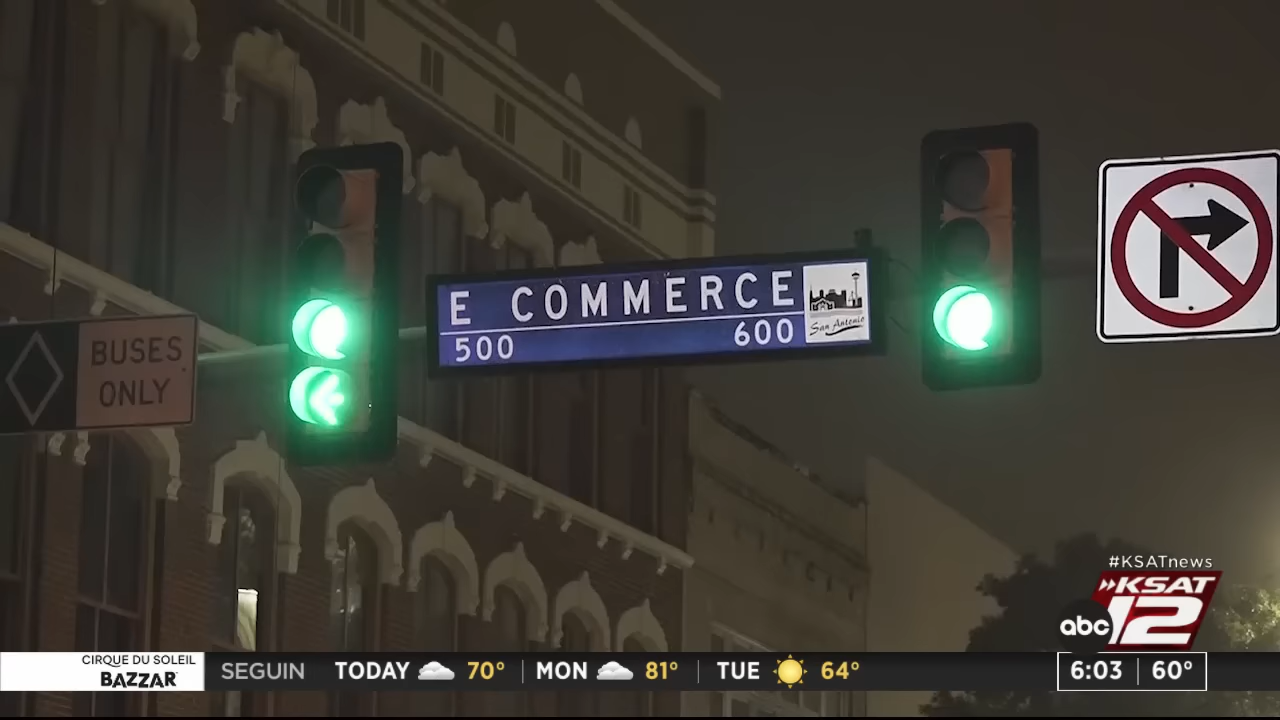 E COMMERCE
500 600
San Antonio
BUSES
ONLY
#KSATnews
KSAT
abc 12
CIRQUE DU SOLEIL
BAZZAR
SEGUIN TODAY 70° MON 81° TUE 64°
6:03 60°